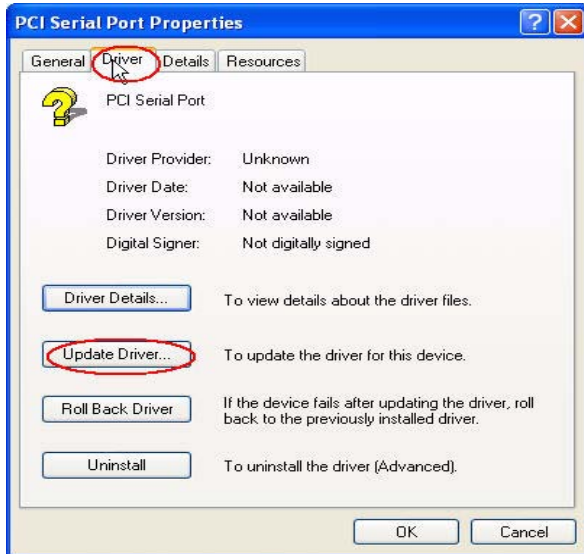 PCI Serial Port Properties
General Driver Details Resources
PCI Serial Port
Driver Provider: Unknown
Driver Date: Not available
Driver Version: Not available
Digital Signer: Not digitally signed
Driver Details... To view details about the driver files.
Update Driver... To update the driver for this device.
Roll Back Driver If the device fails after updating the driver, roll
back to the previously installed driver.
Uninstall To uninstall the driver (Advanced).
OK Cancel